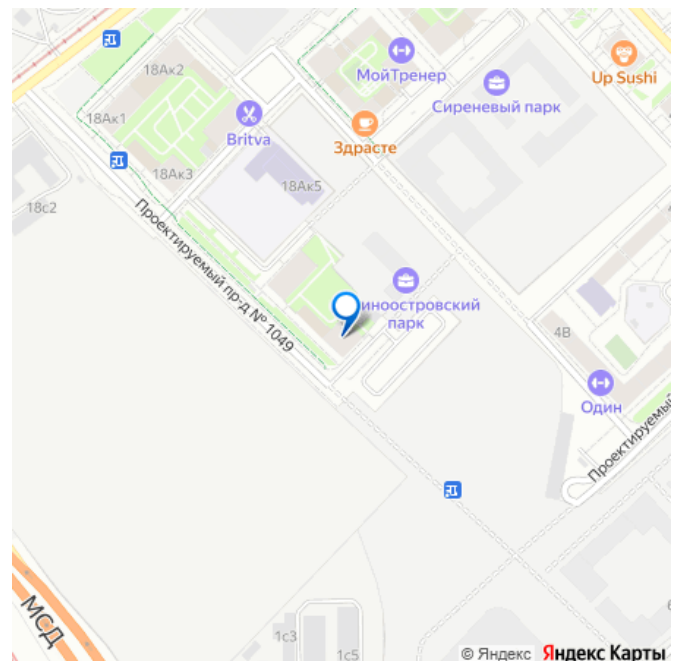 18Ак2
МойТренер
Up Sushi
Сиреневый парк
18Ак1
Britva
Здрасте
18Ак3
18Ак5
18с2
Проектируемый пр-д № 1049
иноостровский
парк
4В
Один
Проектируемый
МСД
1с3
1с5
6
© Яндекс Яндекс Карты